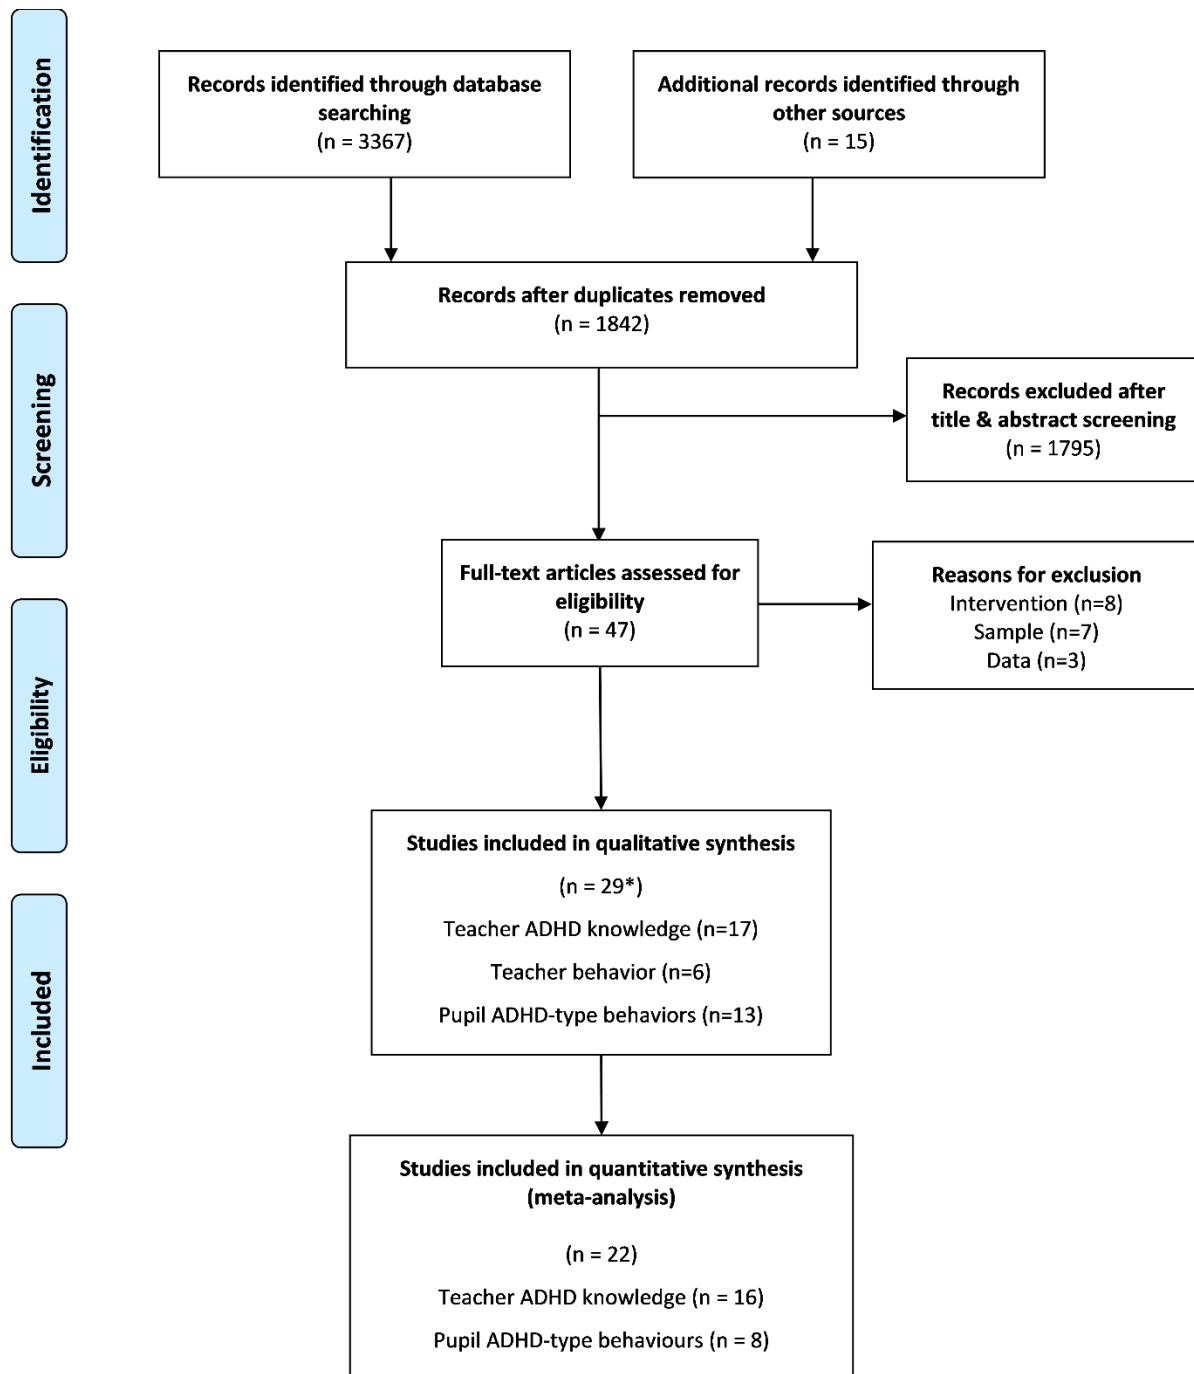 Identification
Records identified through database
searching
(n = 3367)
Additional records identified through
other sources
(n = 15)
Records after duplicates removed
(n = 1842)
Screening
Records excluded after
title & abstract screening
(n = 1795)
Full-text articles assessed for
eligibility
(n = 47)
Reasons for exclusion
Intervention (n=8)
Sample (n=7)
Data (n=3)
Eligibility
Studies included in qualitative synthesis
(n = 29*)
Teacher ADHD knowledge (n=17)
Teacher behavior (n=6)
Pupil ADHD-type behaviors (n=13)
Included
Studies included in quantitative synthesis
(meta-analysis)
(n = 22)
Teacher ADHD knowledge (n = 16)
Pupil ADHD-type behaviours (n = 8)